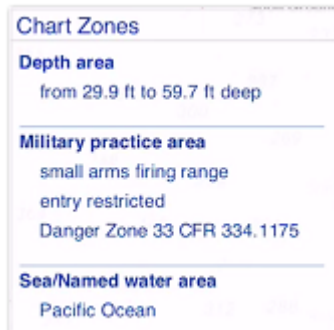 Chart Zones
Depth area
from 29.9 ft to 59.7 ft deep
Military practice area
small arms firing range
entry restricted
Danger Zone 33 CFR 334.1175
Sea/Named water area
Pacific Ocean